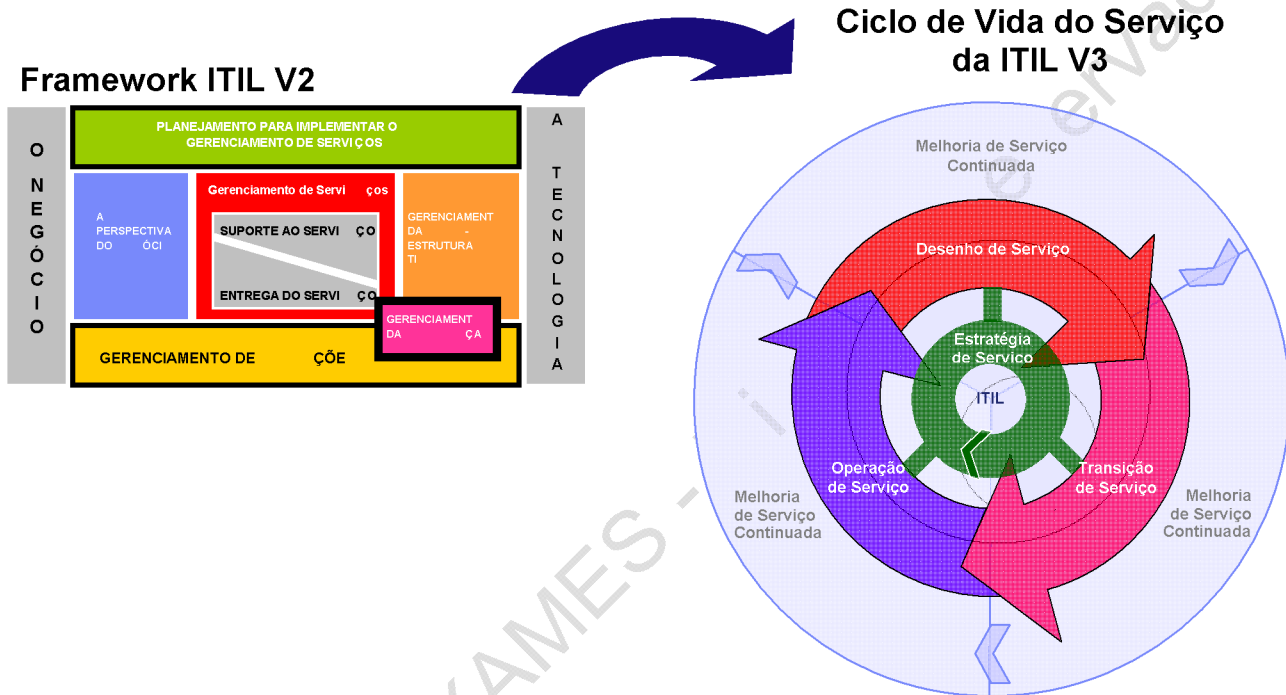 Ciclo de Vida do Serviço
da ITIL V3
Framework ITIL V2
O NEGÓCIO
PLANEJAMENTO PARA IMPLEMENTAR O
GERENCIAMENTO DE SERVIÇOS
A TECNOLOGIA
A
PERSPECTIVA
DO ÓCI
Gerenciamento de Servi ços
SUPORTE AO SERVI ÇO
ENTREGA DO SERVI ÇO
GERENCIAMENT
DA -
ESTRUTURA
TI
GERENCIAMENT
DA ÇA
GERENCIAMENTO DE ÇÕE
Melhoria de Serviço
Continuada
Desenho de Serviço
Estratégia
de Serviço
ITIL
Operação
de Serviço
Transição
de Serviço
Melhoria
de Serviço
Continuada
Melhoria
de Serviço
Continuada